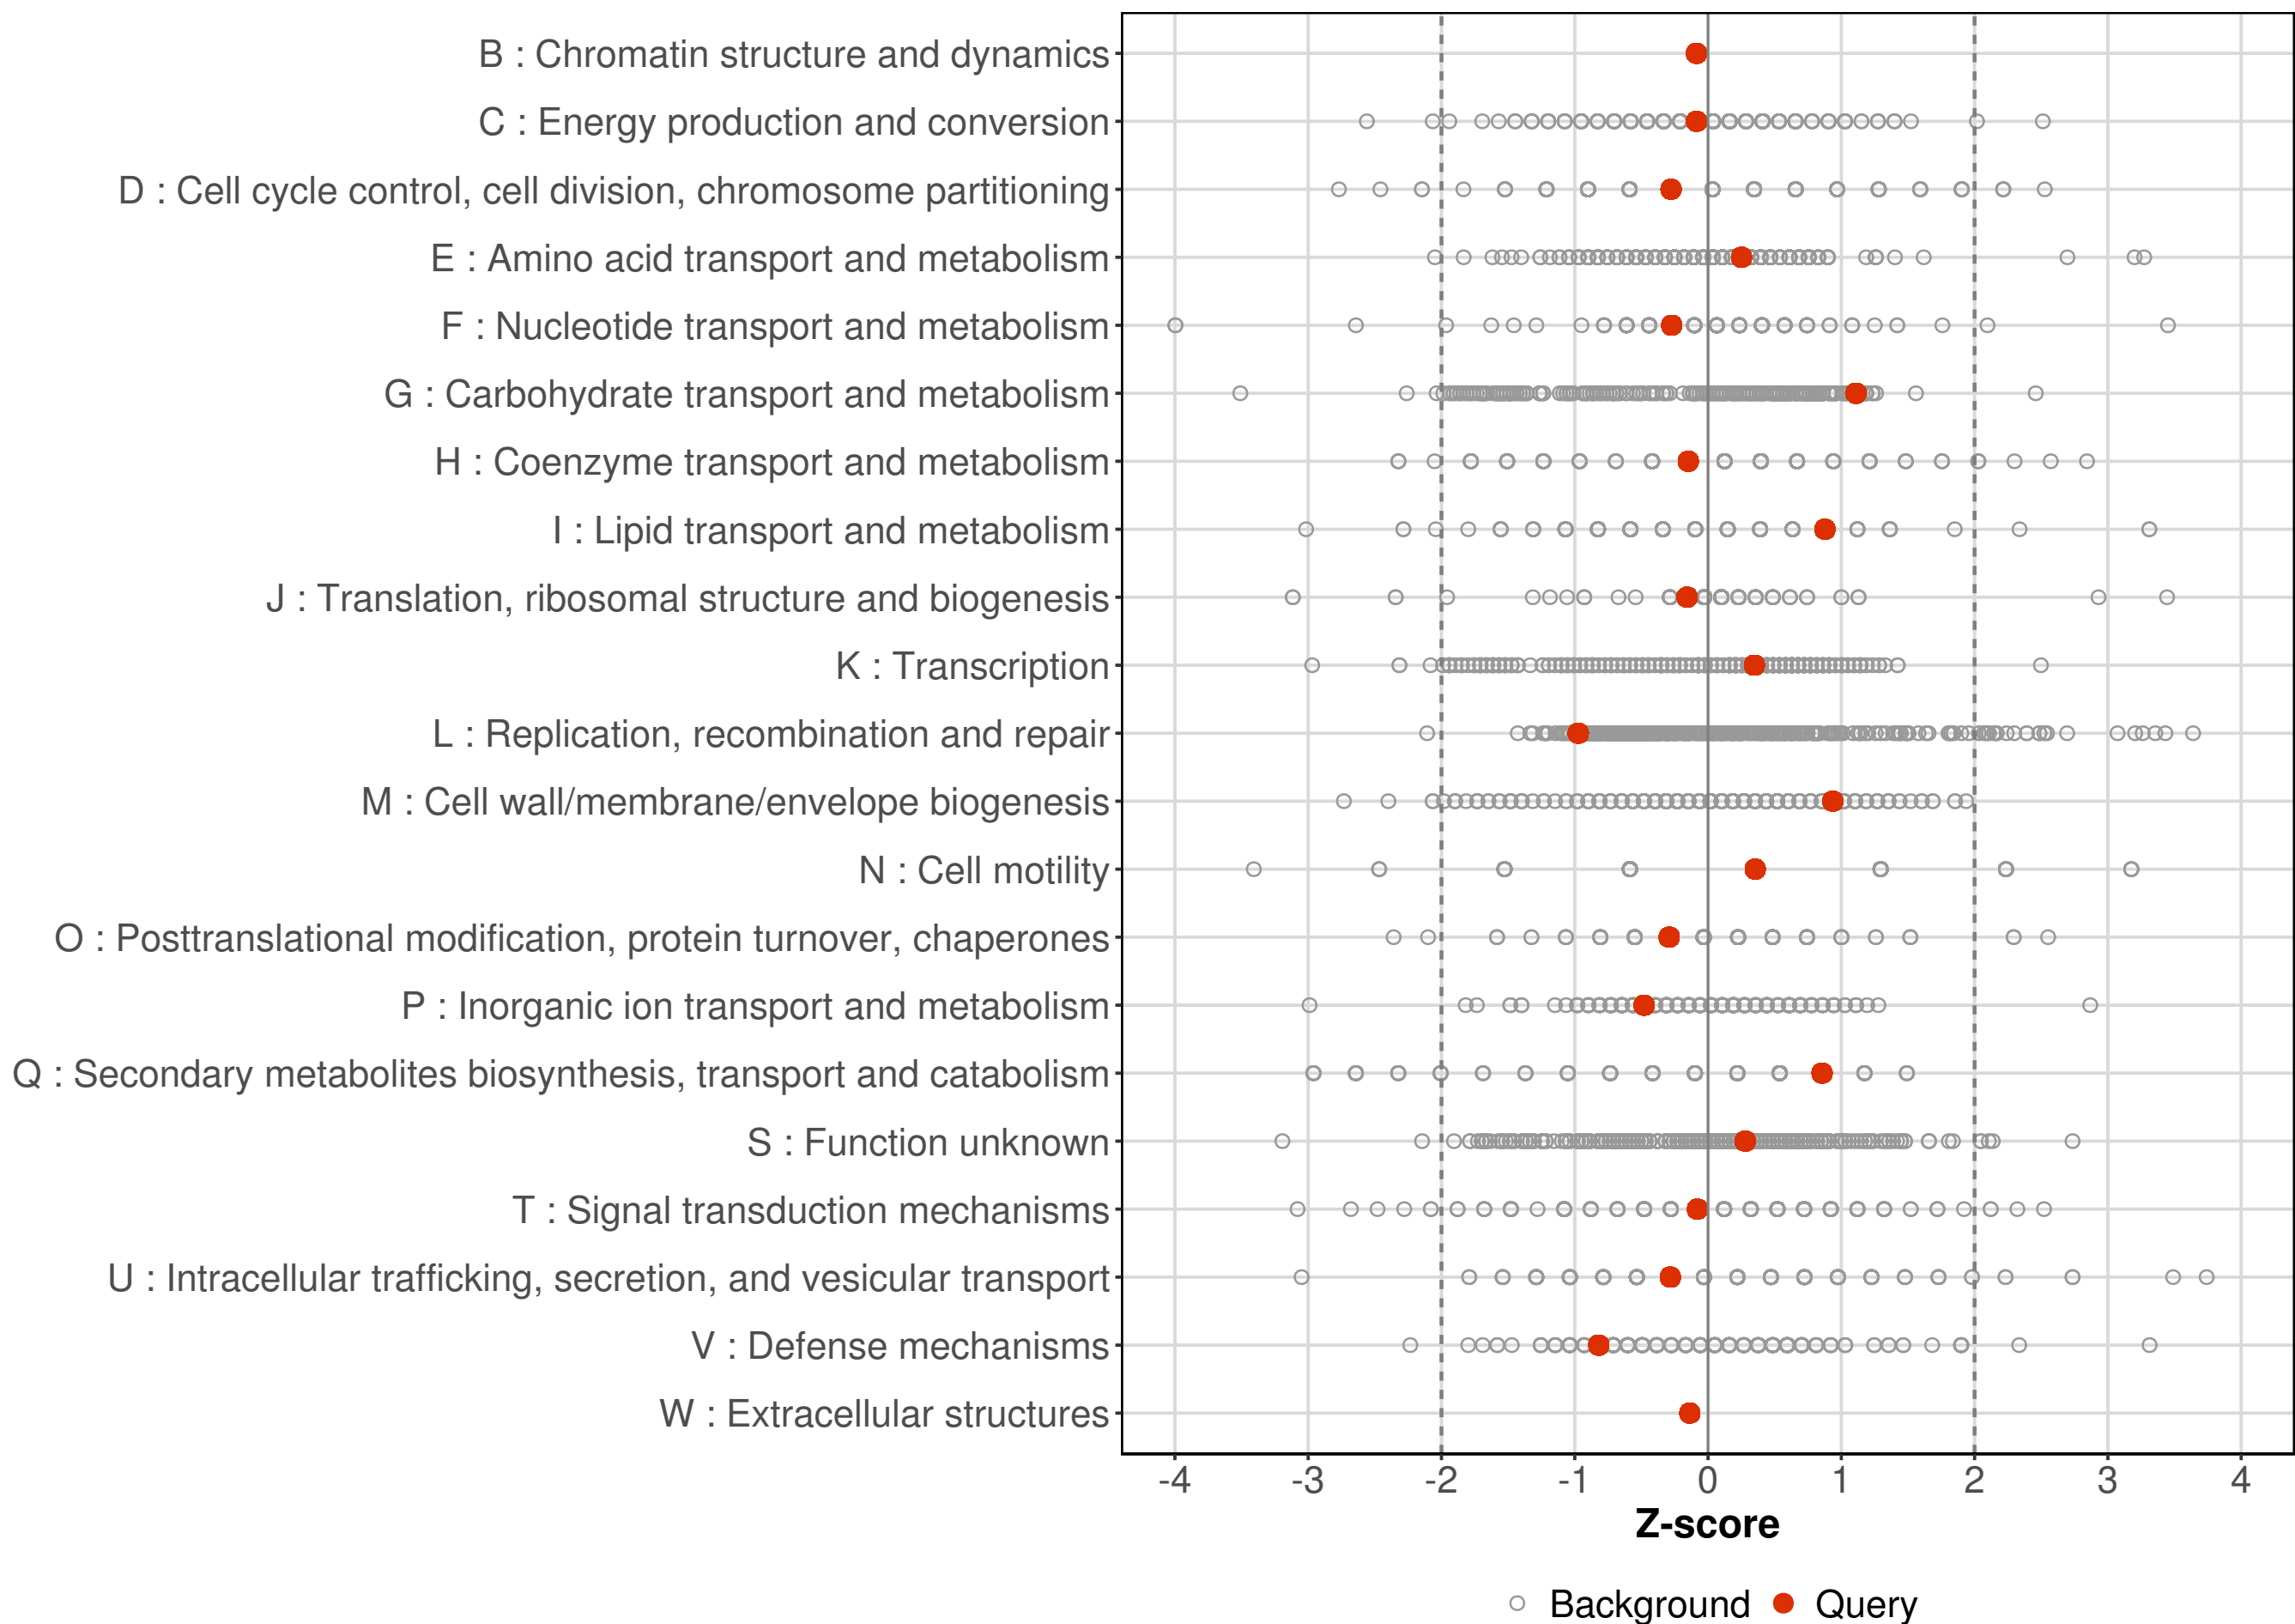 B : Chromatin structure and dynamics
C : Energy production and conversion
D : Cell cycle control, cell division, chromosome partitioning
E : Amino acid transport and metabolism
F : Nucleotide transport and metabolism
G : Carbohydrate transport and metabolism
H : Coenzyme transport and metabolism
I : Lipid transport and metabolism
J : Translation, ribosomal structure and biogenesis
K : Transcription
L : Replication, recombination and repair
M : Cell wall/membrane/envelope biogenesis
N : Cell motility
O : Posttranslational modification, protein turnover, chaperones
P : Inorganic ion transport and metabolism
Q : Secondary metabolites biosynthesis, transport and catabolism
S : Function unknown
T : Signal transduction mechanisms
U : Intracellular trafficking, secretion, and vesicular transport
V : Defense mechanisms
W : Extracellular structures
-4 -3 -2 -1 0 1 2 3 4
Z-score
Background Query